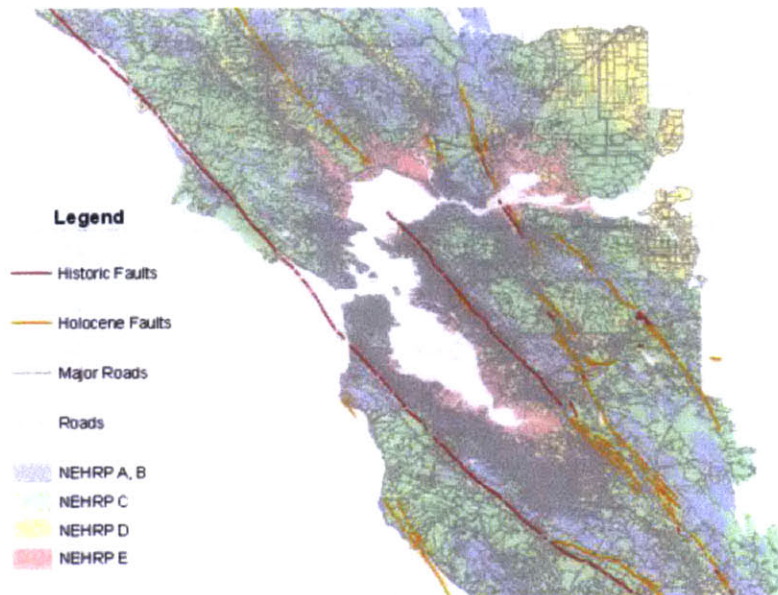 Legend
Historic Faults
Holocene Faults
Major Roads
Roads
NEHRP A, B
NEHRP C
NEHRP D
NEHRP E